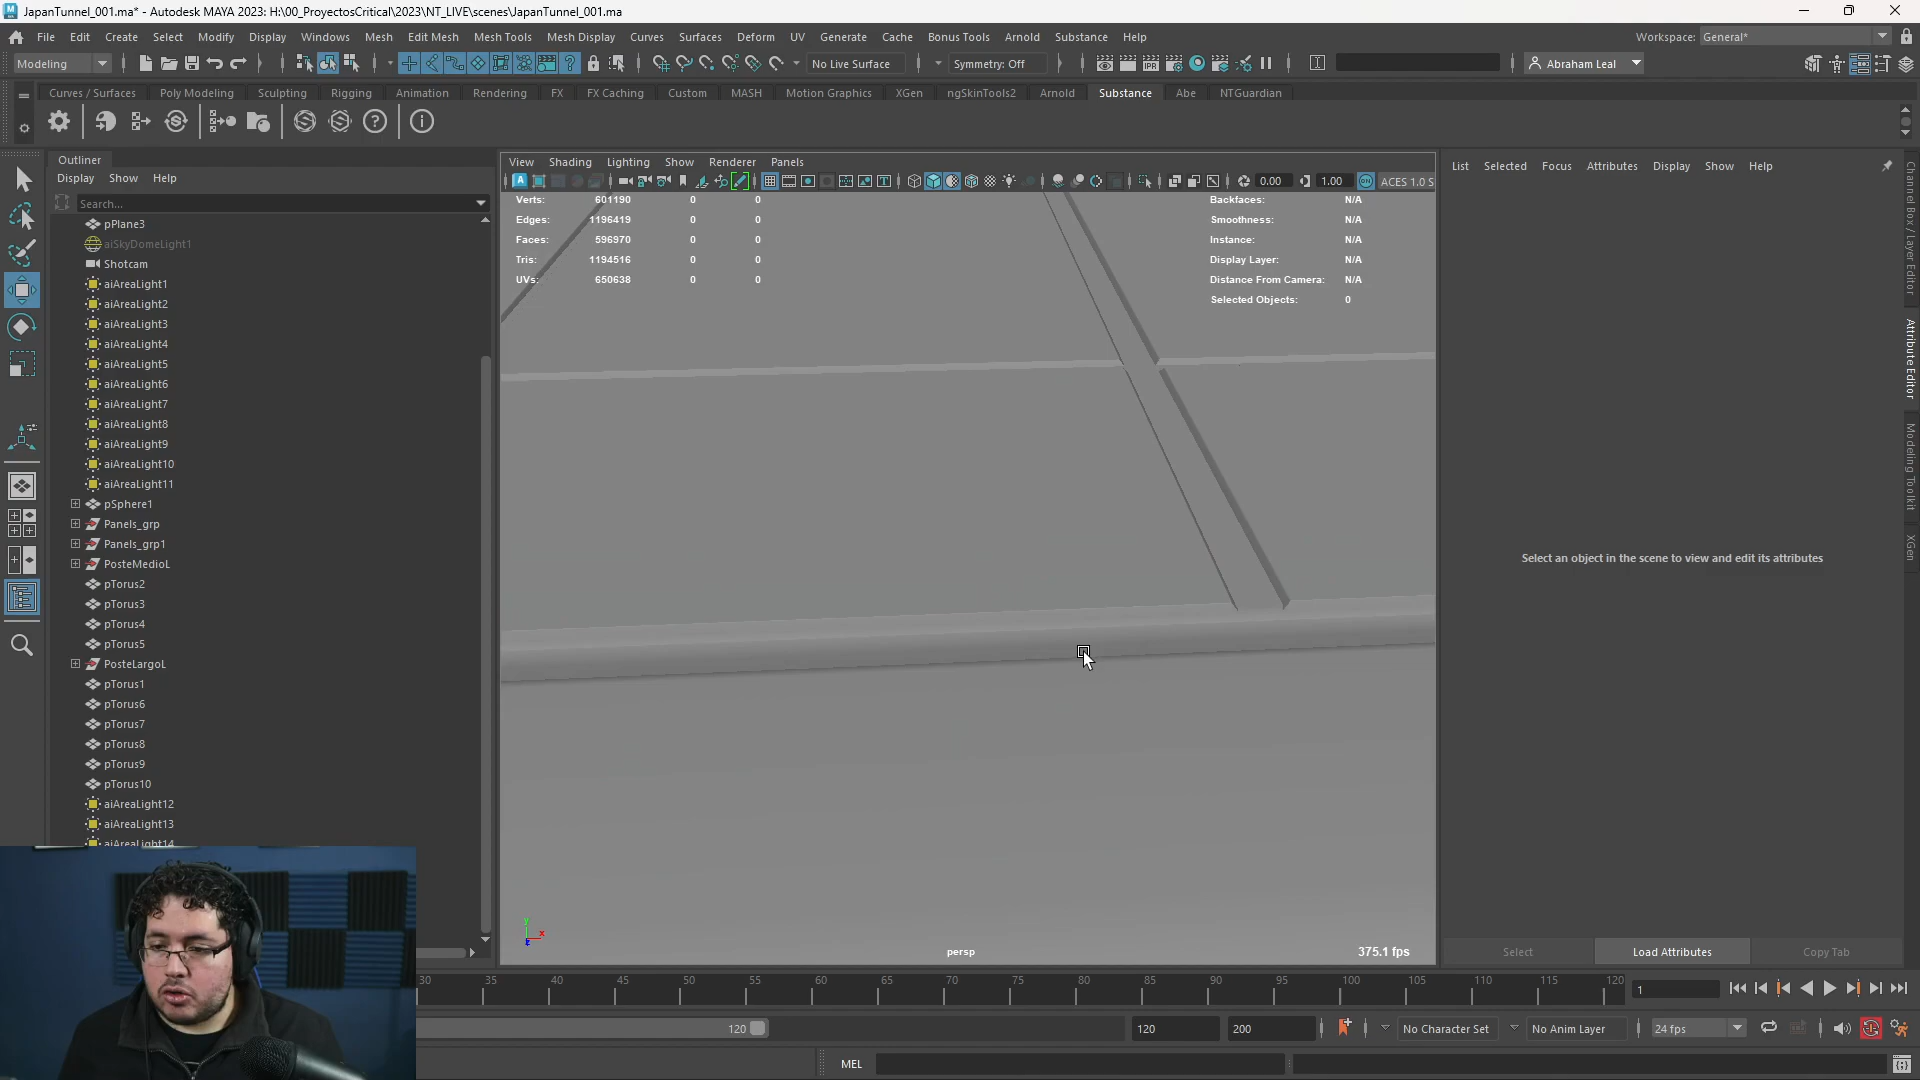 JapanTunnel_001.ma* - Autodesk MAYA 2023: H:\00_ProyectosCritical\2023\NT_LIVE\scenes\JapanTunnel_001.ma
File Edit Create Select Modify Display Windows Mesh Edit Mesh Mesh Tools Mesh Display Curves Surfaces Deform UV Generate Cache Bonus Tools Arnold Substance Help
Workspace: General*
Modeling
No Live Surface
Symmetry: Off
Abraham Leal
Curves / Surfaces Poly Modeling Sculpting Rigging Animation Rendering FX FX Caching Custom MASH Motion Graphics XGen ngSkinTools2 Arnold Substance Abe NTGuardian
Outliner
Display Show Help
Search...
pPlane3
aiSkyDomeLight1
Shotcam
aiAreaLight1
aiAreaLight2
aiAreaLight3
aiAreaLight4
aiAreaLight5
aiAreaLight6
aiAreaLight7
aiAreaLight8
aiAreaLight9
aiAreaLight10
aiAreaLight11
pSphere1
Panels_grp
Panels_grp1
PosteMedioL
pTorus2
pTorus3
pTorus4
pTorus5
PosteLargoL
pTorus1
pTorus6
pTorus7
pTorus8
pTorus9
pTorus10
aiAreaLight12
aiAreaLight13
aiAreaLight14
View Shading Lighting Show Renderer Panels
0.00
1.00
ACES 1.0 S
Verts: 601190 0 0
Edges: 1196419 0 0
Faces: 596970 0 0
Tris: 1194516 0 0
UVs: 650638 0 0
Backfaces: N/A
Smoothness: N/A
Instance: N/A
Display Layer: N/A
Distance From Camera: N/A
Selected Objects: 0
y
x
z
persp
375.1 fps
List Selected Focus Attributes Display Show Help
Select an object in the scene to view and edit its attributes
Select
Load Attributes
Copy Tab
Channel Box / Layer Editor
Attribute Editor
Modeling Toolkit
XGen
30 35 40 45 50 55 60 65 70 75 80 85 90 95 100 105 110 115 120
1
120
120
200
No Character Set
No Anim Layer
24 fps
MEL